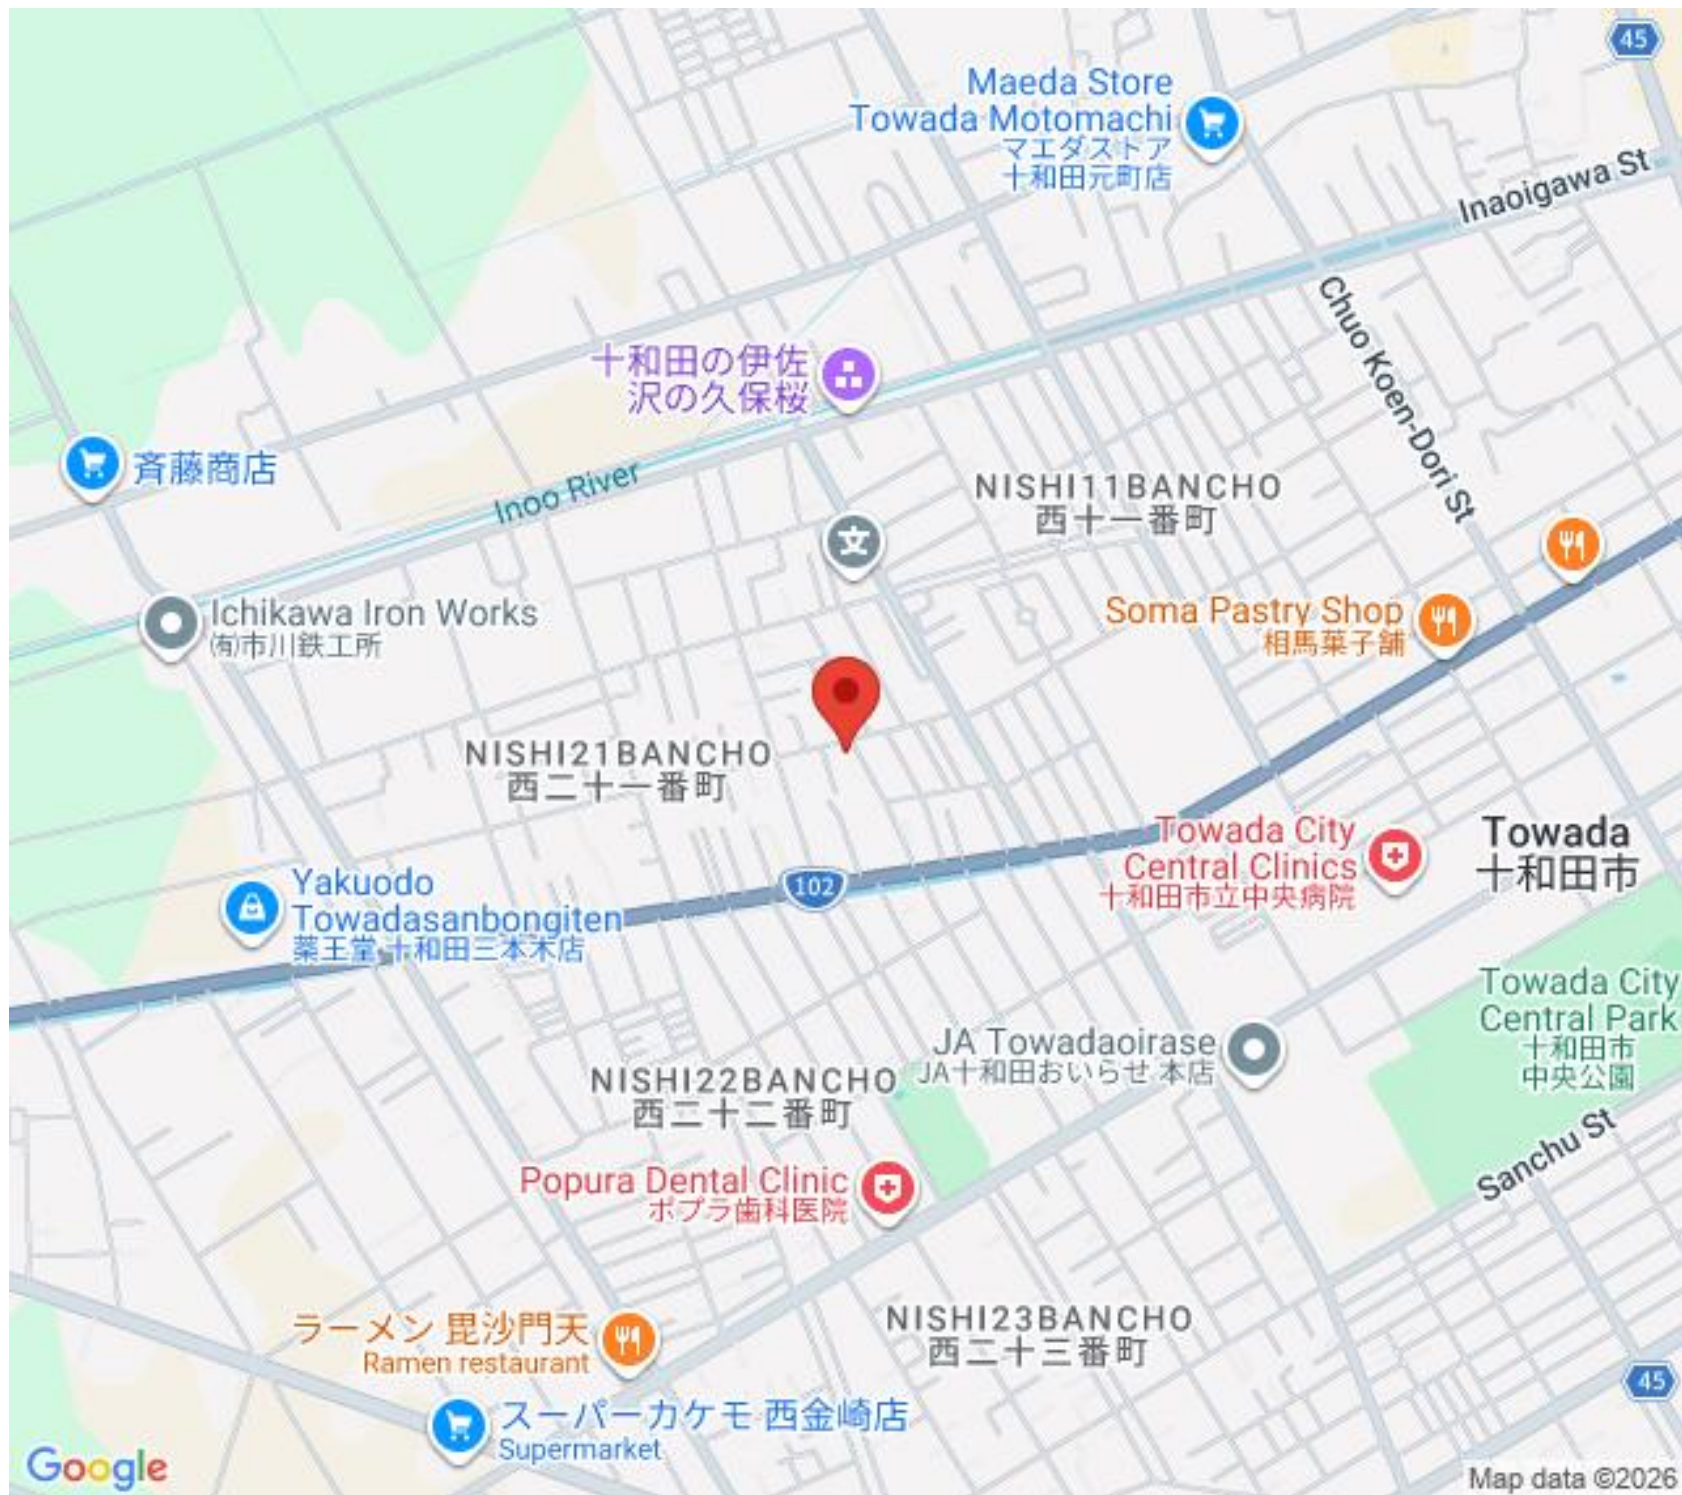 45
Maeda Store
Towada Motomachi
マエダストア
十和田元町店
Inaoigawa St
Chuo Koen-Dori St
十和田の伊佐
沢の久保桜
斉藤商店
Inoo River
NISHI11BANCHO
西十一番町
文
Ichikawa Iron Works
㈲市川鉄工所
Soma Pastry Shop
相馬菓子舗
NISHI21BANCHO
西二十一番町
Towada City
Central Clinics
十和田市立中央病院
Towada
十和田市
102
Yakuodo
Towadasanbongiten
薬王堂 十和田三本木店
Towada City
Central Park
十和田市
中央公園
JA Towadaoirase
JA十和田おいらせ 本店
NISHI22BANCHO
西二十二番町
Sanchu St
Popura Dental Clinic
ポプラ歯科医院
NISHI23BANCHO
西二十三番町
ラーメン 毘沙門天
Ramen restaurant
45
スーパーカケモ 西金崎店
Supermarket
Google
Map data ©2026